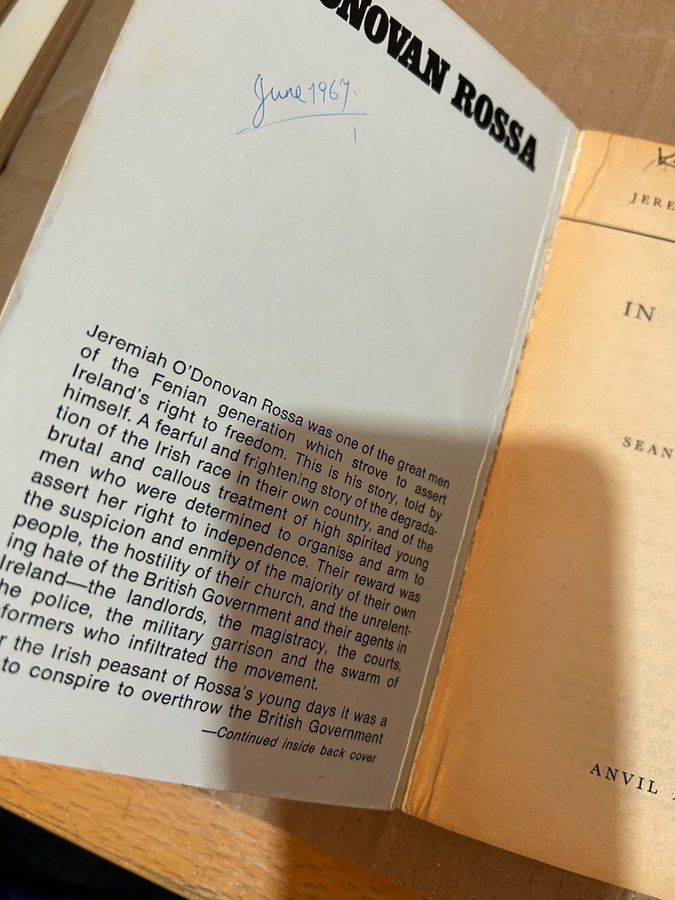 ONOVAN ROSSA
June 1967.
Jeremiah O'Donovan Rossa was one of the great men
of the Fenian generation which strove to assert
Ireland's right to freedom. This is his story, told by
himself. A fearful and frightening story of the degrada-
tion of the Irish race in their own country, and of the
brutal and callous treatment of high spirited young
men who were determined to organise and arm to
assert her right to independence. Their reward was
the suspicion and enmity of the majority of their own
people, the hostility of their church, and the unrelent-
ing hate of the British Government and their agents in
Ireland—the landlords, the magistracy, the courts,
he police, the military garrison and the swarm of
formers who infiltrated the movement.
r the Irish peasant of Rossa's young days it was a
to conspire to overthrow the British Government
—Continued inside back cover
JERE
IN
SEAN
ANVIL